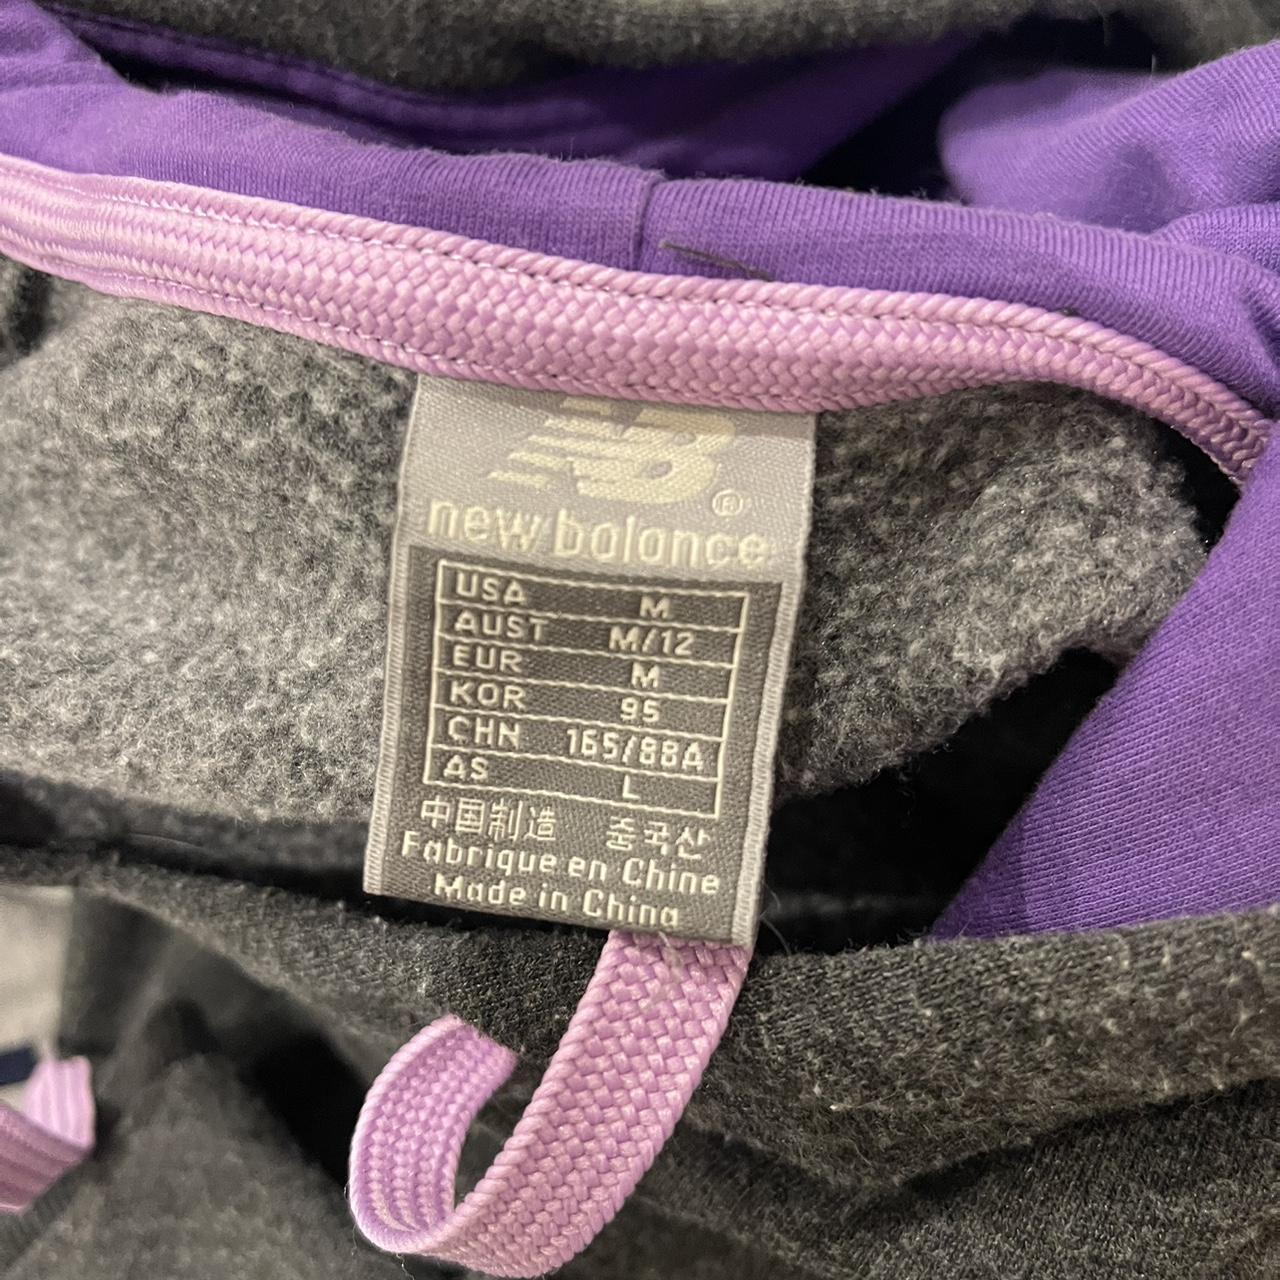 NB®
new balance
USA M
AUST M/12
EUR M
KOR 95
CHN 165/88A
AS L
中国制造 중국산
Fabrique en Chine
Made in China